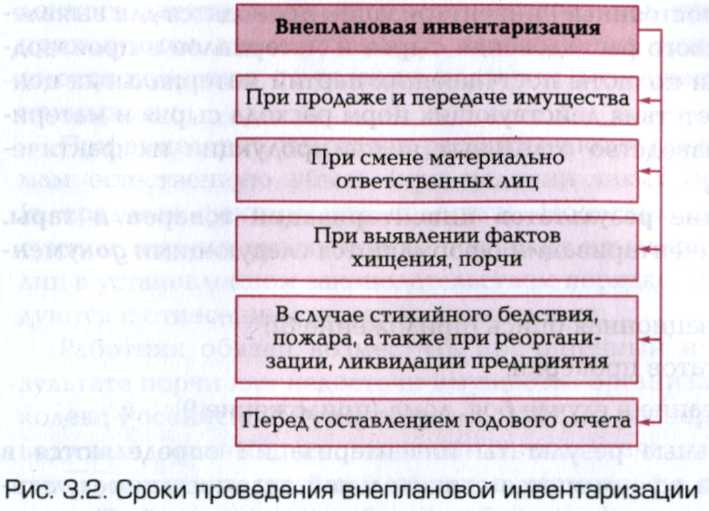 Внеплановая инвентаризация
При продаже и передаче имущества
При смене материально
ответственных лиц
При выявлении фактов
хищения, порчи
В случае стихийного бедствия,
пожара, а также при реоргани-
зации, ликвидации предприятия
Перед составлением годового отчета
Рис. 3.2. Сроки проведения внеплановой инвентаризации